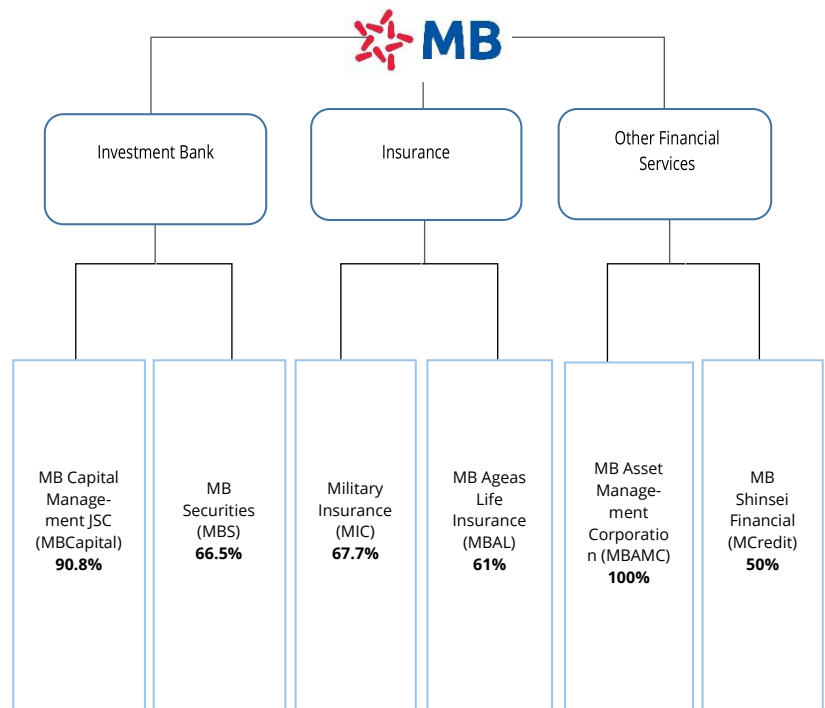 MB
Investment Bank
Insurance
Other Financial
Services
MB Capital
Manage-
ment JSC
(MBCapital)
90.8%
MB
Securities
(MBS)
66.5%
Military
Insurance
(MIC)
67.7%
MB Ageas
Life
Insurance
(MBAL)
61%
MB Asset
Manage-
ment
Corporatio
n (MBAMC)
100%
MB
Shinsei
Financial
(MCredit)
50%